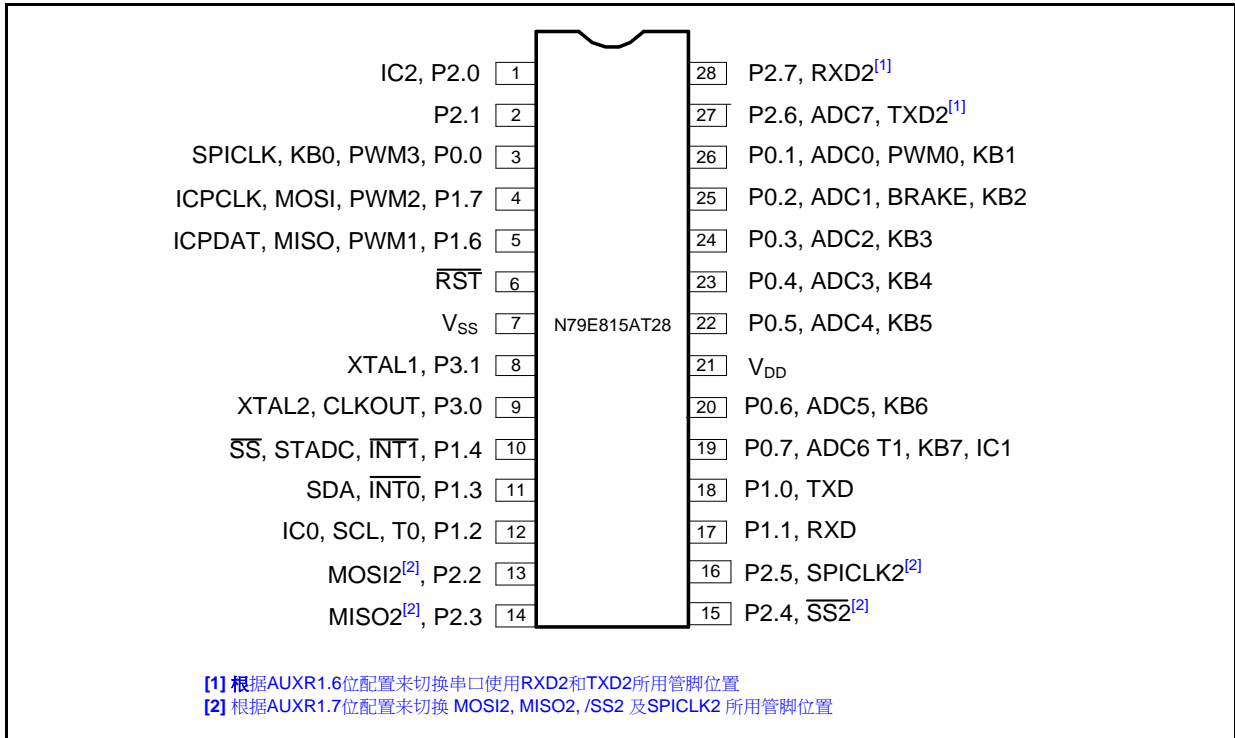 IC2, P2.0 1 28 P2.7, RXD2[1]
P2.1 2 27 P2.6, ADC7, TXD2[1]
SPICLK, KB0, PWM3, P0.0 3 26 P0.1, ADC0, PWM0, KB1
ICPCLK, MOSI, PWM2, P1.7 4 25 P0.2, ADC1, BRAKE, KB2
ICPDAT, MISO, PWM1, P1.6 5 24 P0.3, ADC2, KB3
R̅S̅T̅ 6 23 P0.4, ADC3, KB4
VSS 7 N79E815AT28 22 P0.5, ADC4, KB5
XTAL1, P3.1 8 21 VDD
XTAL2, CLKOUT, P3.0 9 20 P0.6, ADC5, KB6
S̅S̅, STADC, I̅N̅T̅1̅, P1.4 10 19 P0.7, ADC6 T1, KB7, IC1
SDA, I̅N̅T̅0̅, P1.3 11 18 P1.0, TXD
IC0, SCL, T0, P1.2 12 17 P1.1, RXD
MOSI2[2], P2.2 13 16 P2.5, SPICLK2[2]
MISO2[2], P2.3 14 15 P2.4, S̅S̅2̅[2]
[1] 根据AUXR1.6位配置来切换串口使用RXD2和TXD2所用管脚位置
[2] 根据AUXR1.7位配置来切换 MOSI2, MISO2, /SS2 及SPICLK2 所用管脚位置